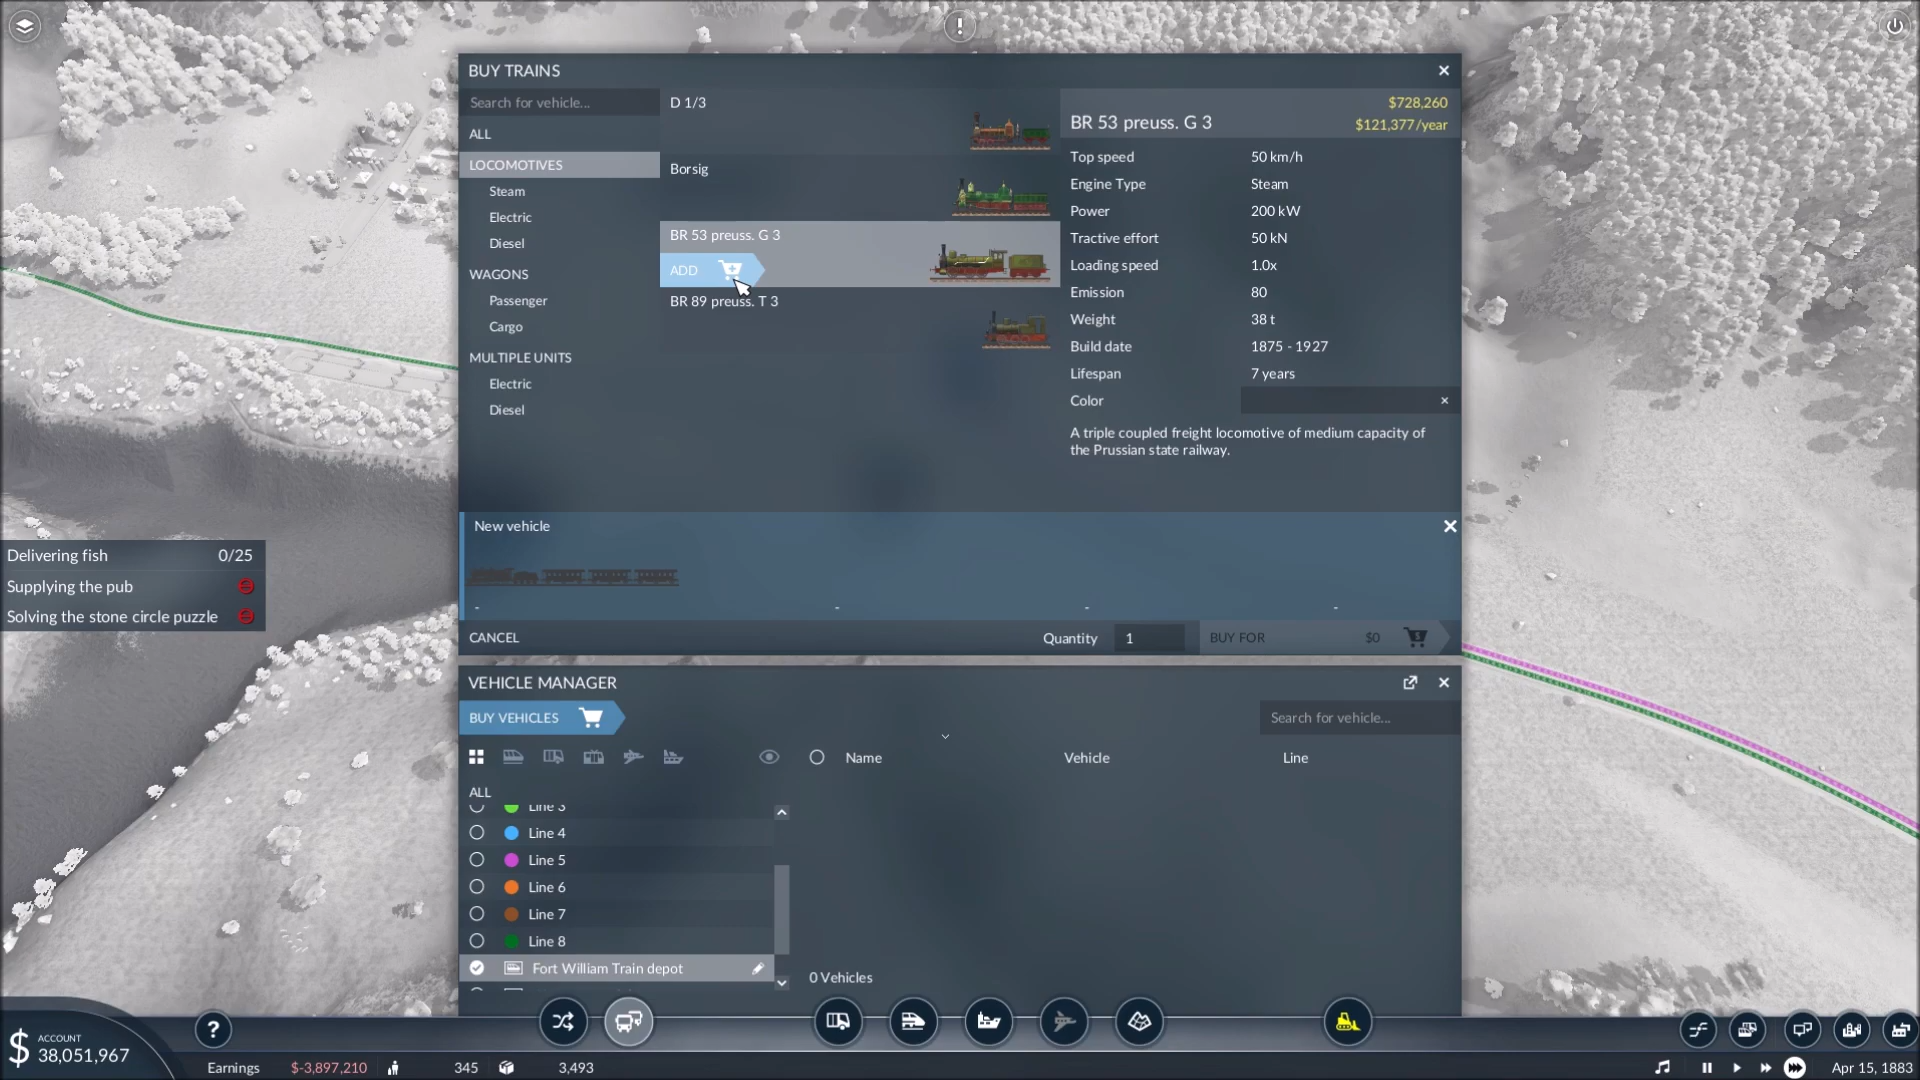 BUY TRAINS
Search for vehicle...
ALL
LOCOMOTIVES
Steam
Electric
Diesel
WAGONS
Passenger
Cargo
MULTIPLE UNITS
Electric
Diesel
D 1/3
Borsig
BR 53 preuss. G 3
ADD
BR 89 preuss. T 3
$728,260
BR 53 preuss. G 3
$121,377/year
Top speed 50 km/h
Engine Type Steam
Power 200 kW
Tractive effort 50 kN
Loading speed 1.0x
Emission 80
Weight 38 t
Build date 1875 - 1927
Lifespan 7 years
Color
A triple coupled freight locomotive of medium capacity of
the Prussian state railway.
New vehicle
- - - -
CANCEL
Quantity 1
BUY FOR $0
Delivering fish 0/25
Supplying the pub
Solving the stone circle puzzle
VEHICLE MANAGER
BUY VEHICLES
Search for vehicle...
Name Vehicle Line
ALL
Line 3
Line 4
Line 5
Line 6
Line 7
Line 8
Fort William Train depot
0 Vehicles
$ ACCOUNT
38,051,967
?
Earnings $-3,897,210 345 3,493
Apr 15, 1883